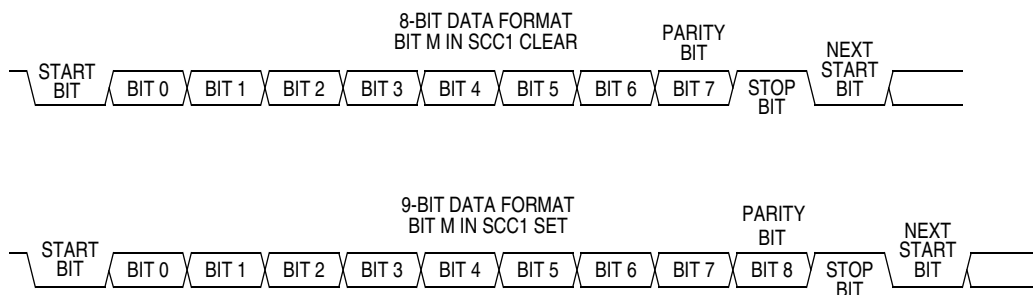 8-BIT DATA FORMAT
BIT M IN SCC1 CLEAR
PARITY
BIT
START
BIT
BIT 0
BIT 1
BIT 2
BIT 3
BIT 4
BIT 5
BIT 6
BIT 7
STOP
BIT
NEXT
START
BIT
9-BIT DATA FORMAT
BIT M IN SCC1 SET
PARITY
BIT
START
BIT
BIT 0
BIT 1
BIT 2
BIT 3
BIT 4
BIT 5
BIT 6
BIT 7
BIT 8
STOP
BIT
NEXT
START
BIT